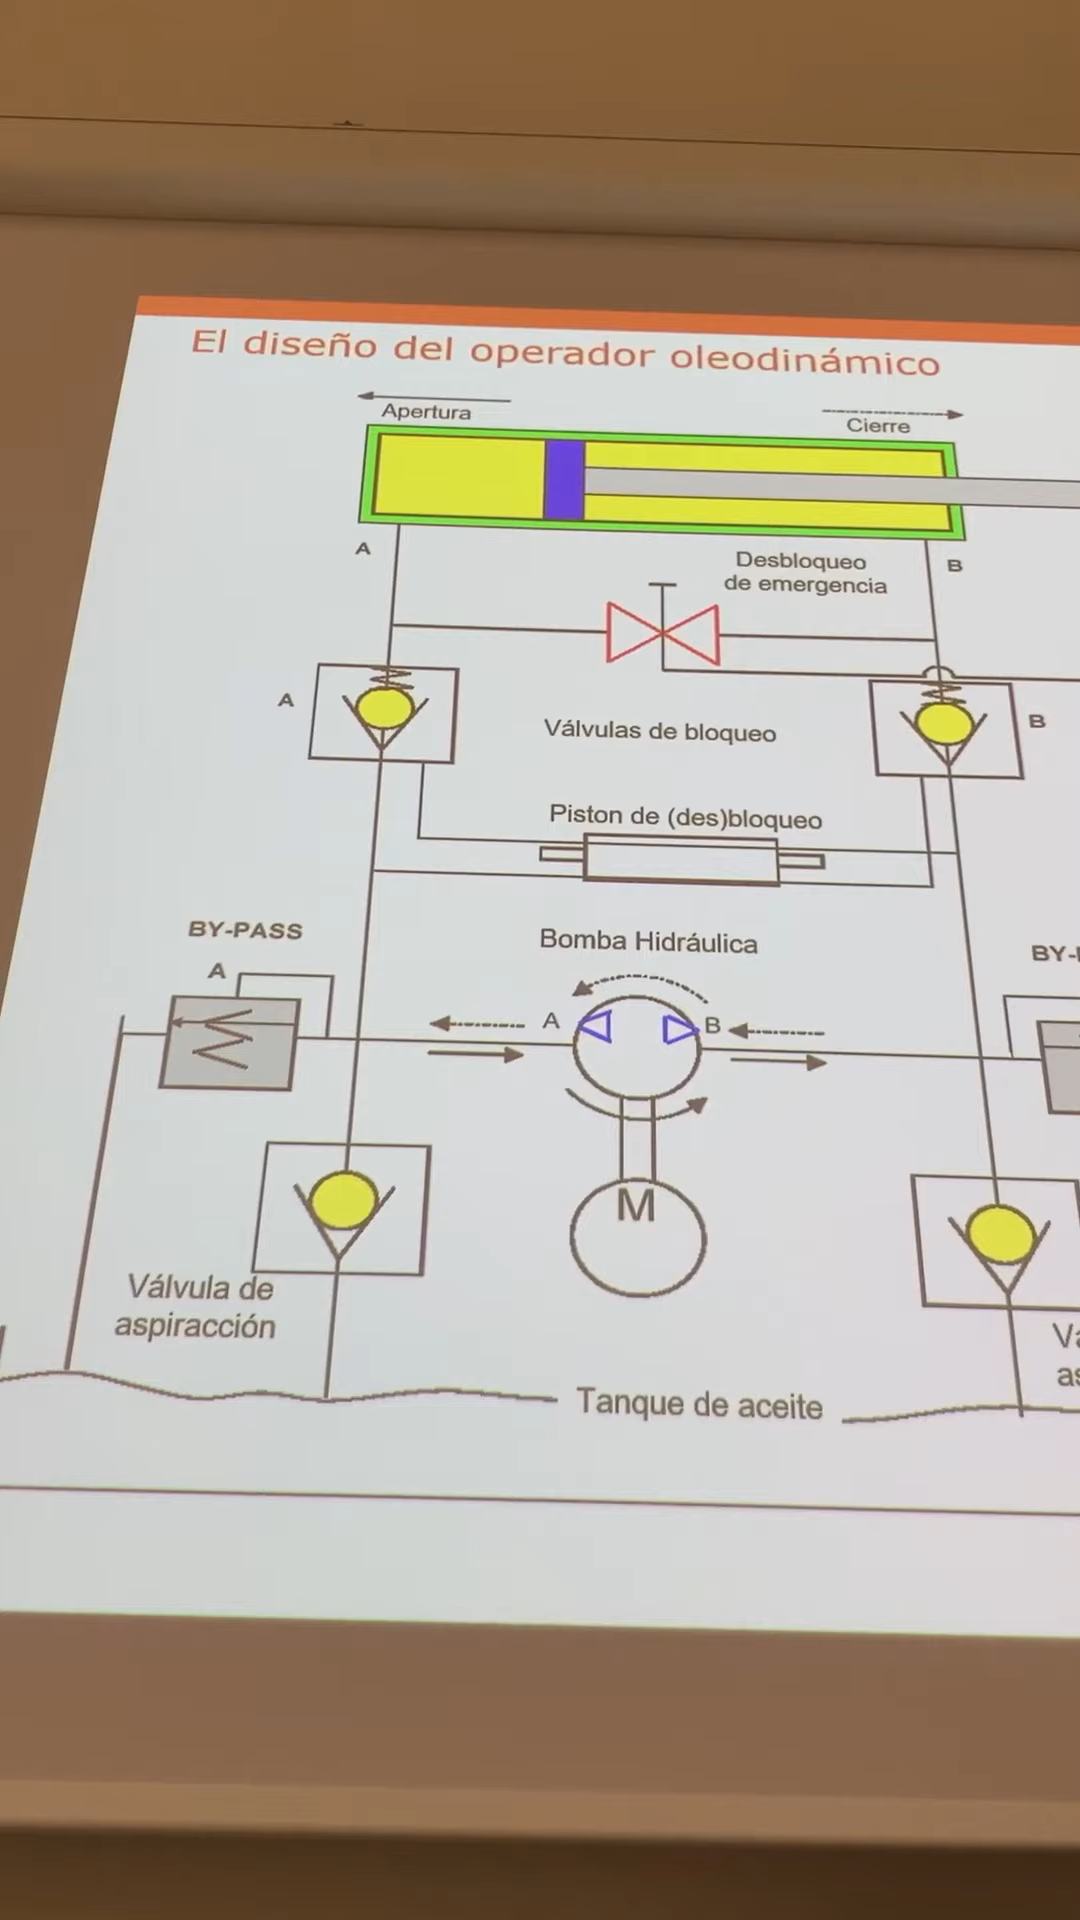 El diseño del operador oleodinámico
Apertura
Cierre
A
B
Desbloqueo
de emergencia
A
B
Válvulas de bloqueo
Piston de (des)bloqueo
BY-PASS
A
Bomba Hidráulica
BY-
A
B
M
Válvula de
aspiracción
Tanque de aceite